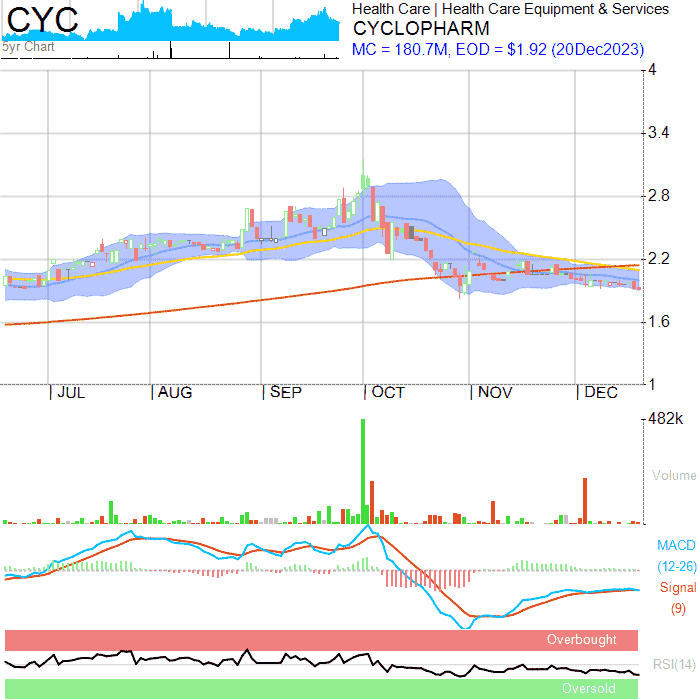 CYC
Health Care | Health Care Equipment & Services
CYCLOPHARM
MC = 180.7M, EOD = $1.92 (20Dec2023)
5yr Chart
4
3.4
2.8
2.2
1.6
1
JUL
AUG
SEP
OCT
NOV
DEC
482k
Volume
MACD
(12-26)
Signal
(9)
Overbought
RSI(14)
Oversold